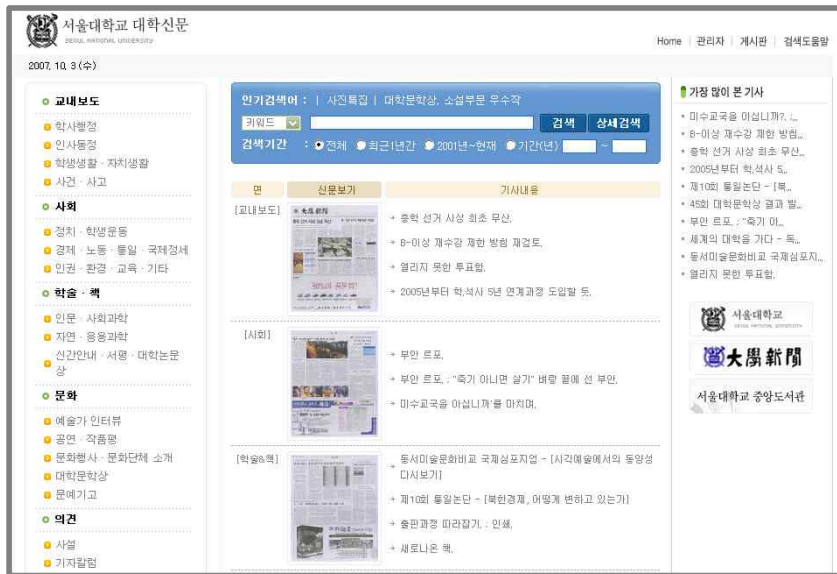 서울대학교 대학신문
SEOUL NATIONAL UNIVERSITY
Home | 관리자 | 게시판 | 검색도움말
2007. 10. 3 (수)
교내보도
학사행정
인사동정
학생생활 · 자치생활
사건 · 사고
사회
정치 · 학생운동
경제 · 노동 · 통일 · 국제정세
인권 · 환경 · 교육 · 기타
학술 · 책
인문 · 사회과학
자연 · 응용과학
신간안내 · 서평 · 대학논문
상
문화
예술가 인터뷰
공연 · 작품평
문화행사 · 문화단체 소개
대학문학상
문예기고
의견
사설
기자칼럼
인기검색어 : | 사진특집 | 대학문학상, 소설부문 우수작
키워드 검색 상세검색
검색기간 : 전체 최근1년간 2001년~현재 기간(년) ~
면 신문보기 기사내용
[교내보도]
총학 선거 사상 최초 무산.
B-이상 재수강 제한 방침 재검토.
열리지 못한 투표함.
2005년부터 학,석사 5년 연계과정 도입할 듯.
[사회]
부안 르포.
부안 르포. ; "죽기 아니면 살기" 벼랑 끝에 선 부안.
미수교국을 아십니까'를 마치며.
[학술&책]
동서미술문화비교 국제심포지엄 - [시각예술에서의 동양성
다시보기]
제10회 통일논단 - [북한경제, 어떻게 변하고 있는가]
출판과정 따라잡기. ; 인쇄.
새로나온 책.
가장 많이 본 기사
미수교국을 아십니까?. ;...
B-이상 재수강 제한 방침...
총학 선거 사상 최초 무산...
2005년부터 학,석사 5...
제10회 통일논단 - [북...
45회 대학문학상 결과 발...
부안 르포. ; "죽기 아...
세계의 대학을 가다 - 독...
동서미술문화비교 국제심포지...
열리지 못한 투표함.
서울대학교
SEOUL NATIONAL UNIVERSITY
大學新聞
서울대학교 중앙도서관